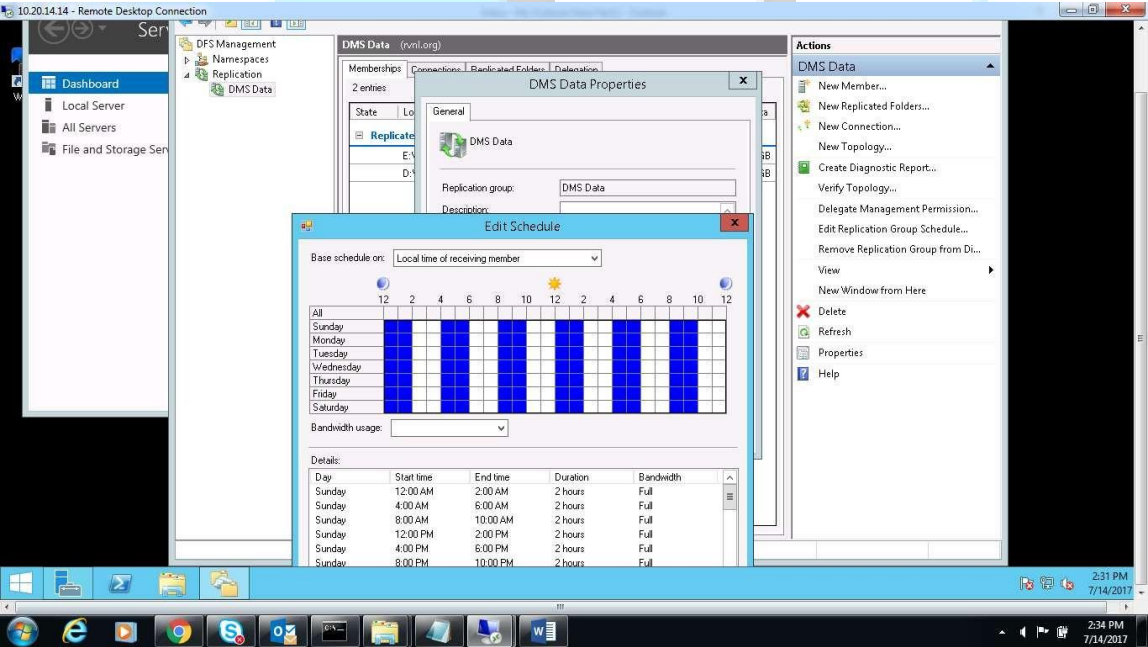 10.20.14.14 - Remote Desktop Connection
Serv
Dashboard
Local Server
All Servers
File and Storage Serv
DFS Management
Namespaces
Replication
DMS Data
DMS Data (rvnl.org)
Memberships Connections Replicated Folders Delegation
2 entries
State Lo
Replicate
E:\
D:\
DMS Data Properties
X
General
DMS Data
Replication group: DMS Data
Description:
Edit Schedule
X
Base schedule on: Local time of receiving member
12 2 4 6 8 10 12 2 4 6 8 10 12
All
Sunday
Monday
Tuesday
Wednesday
Thursday
Friday
Saturday
Bandwidth usage:
Details:
Day Start time End time Duration Bandwidth
Sunday 12:00 AM 2:00 AM 2 hours Full
Sunday 4:00 AM 6:00 AM 2 hours Full
Sunday 8:00 AM 10:00 AM 2 hours Full
Sunday 12:00 PM 2:00 PM 2 hours Full
Sunday 4:00 PM 6:00 PM 2 hours Full
Sunday 8:00 PM 10:00 PM 2 hours Full
Actions
DMS Data
New Member...
New Replicated Folders...
New Connection...
New Topology...
Create Diagnostic Report...
Verify Topology...
Delegate Management Permission...
Edit Replication Group Schedule...
Remove Replication Group from Di...
View
New Window from Here
Delete
Refresh
Properties
Help
2:31 PM
7/14/2017
2:34 PM
7/14/2017